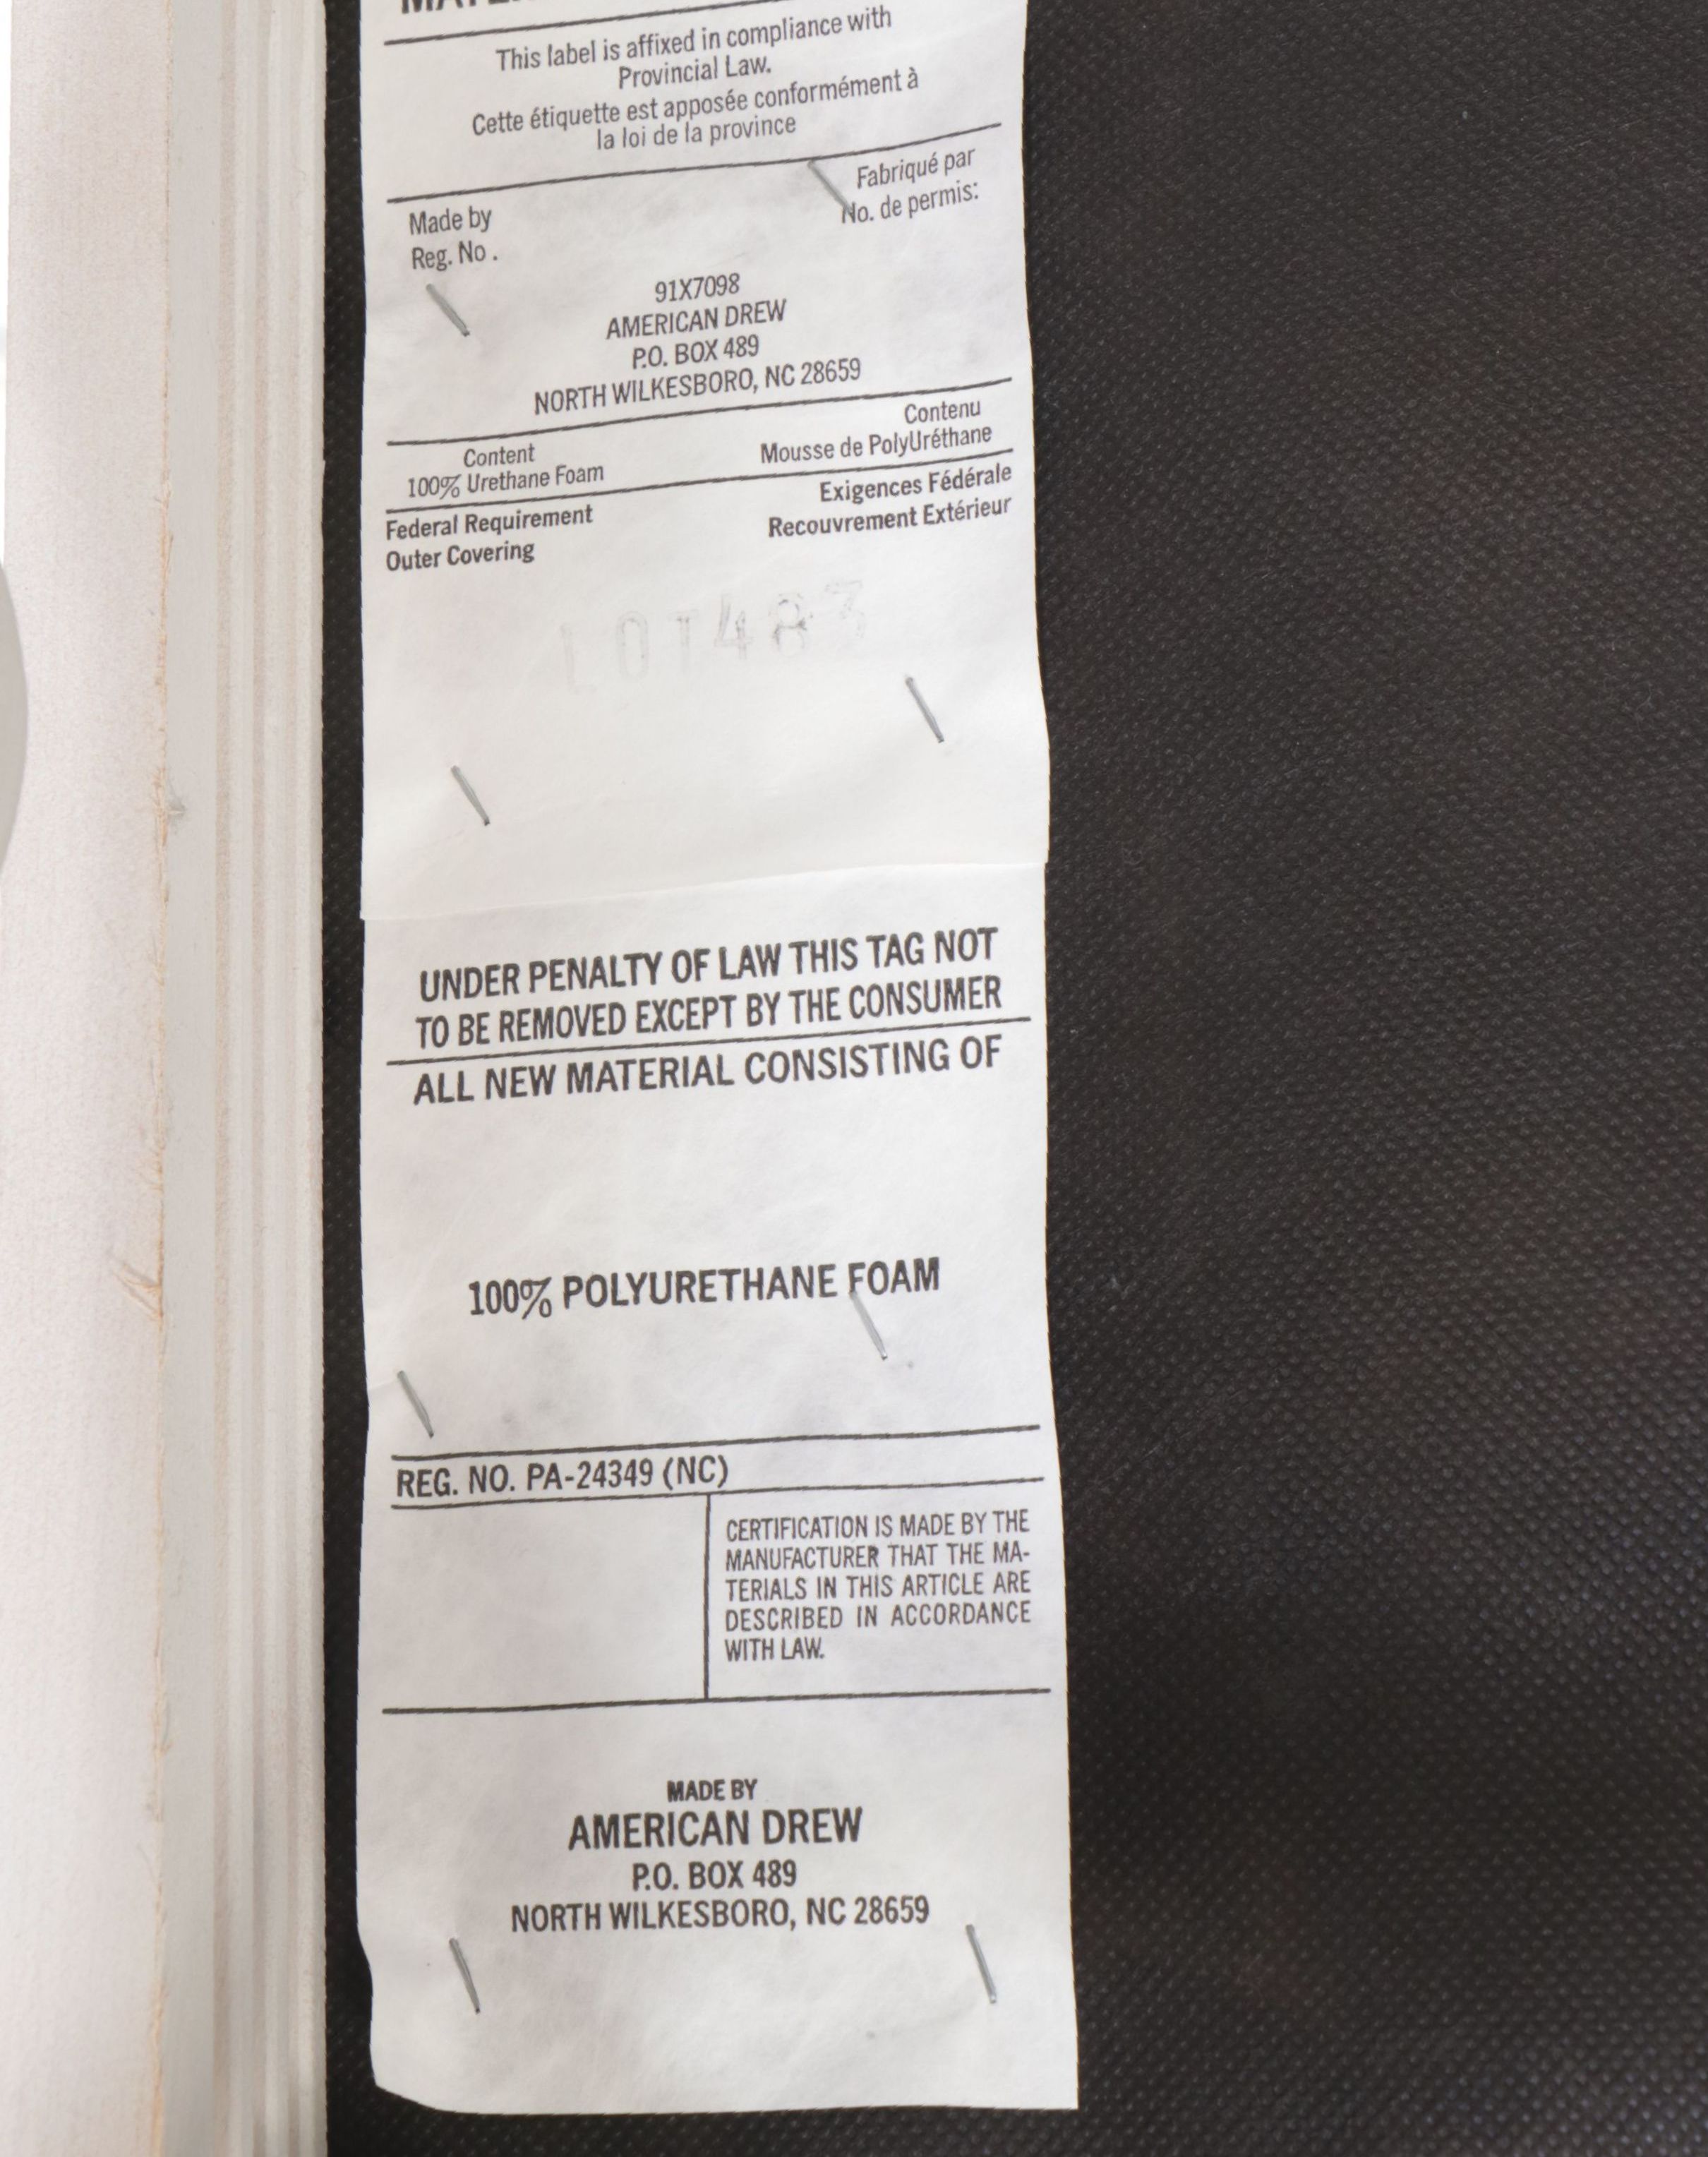 This label is affixed in compliance with
Provincial Law.
Cette étiquette est apposée conformément à
la loi de la province
Made by
Reg. No .
Fabriqué par
No. de permis:
91X7098
AMERICAN DREW
P.O. BOX 489
NORTH WILKESBORO, NC 28659
Content
100% Urethane Foam
Contenu
Mousse de PolyUréthane
Federal Requirement
Outer Covering
Exigences Fédérale
Recouvrement Extérieur
LOT483
UNDER PENALTY OF LAW THIS TAG NOT
TO BE REMOVED EXCEPT BY THE CONSUMER
ALL NEW MATERIAL CONSISTING OF
100% POLYURETHANE FOAM
REG. NO. PA-24349 (NC)
CERTIFICATION IS MADE BY THE
MANUFACTURER THAT THE MA-
TERIALS IN THIS ARTICLE ARE
DESCRIBED IN ACCORDANCE
WITH LAW.
MADE BY
AMERICAN DREW
P.O. BOX 489
NORTH WILKESBORO, NC 28659